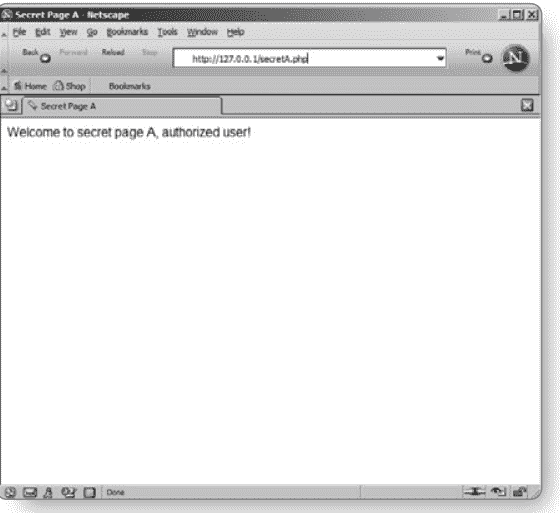 Secret Page A - Netscape
File Edit View Go Bookmarks Tools Window Help
Back Forward Reload Stop http://127.0.0.1/secretA.php Print N
Home Shop Bookmarks
Secret Page A
Welcome to secret page A, authorized user!
Done